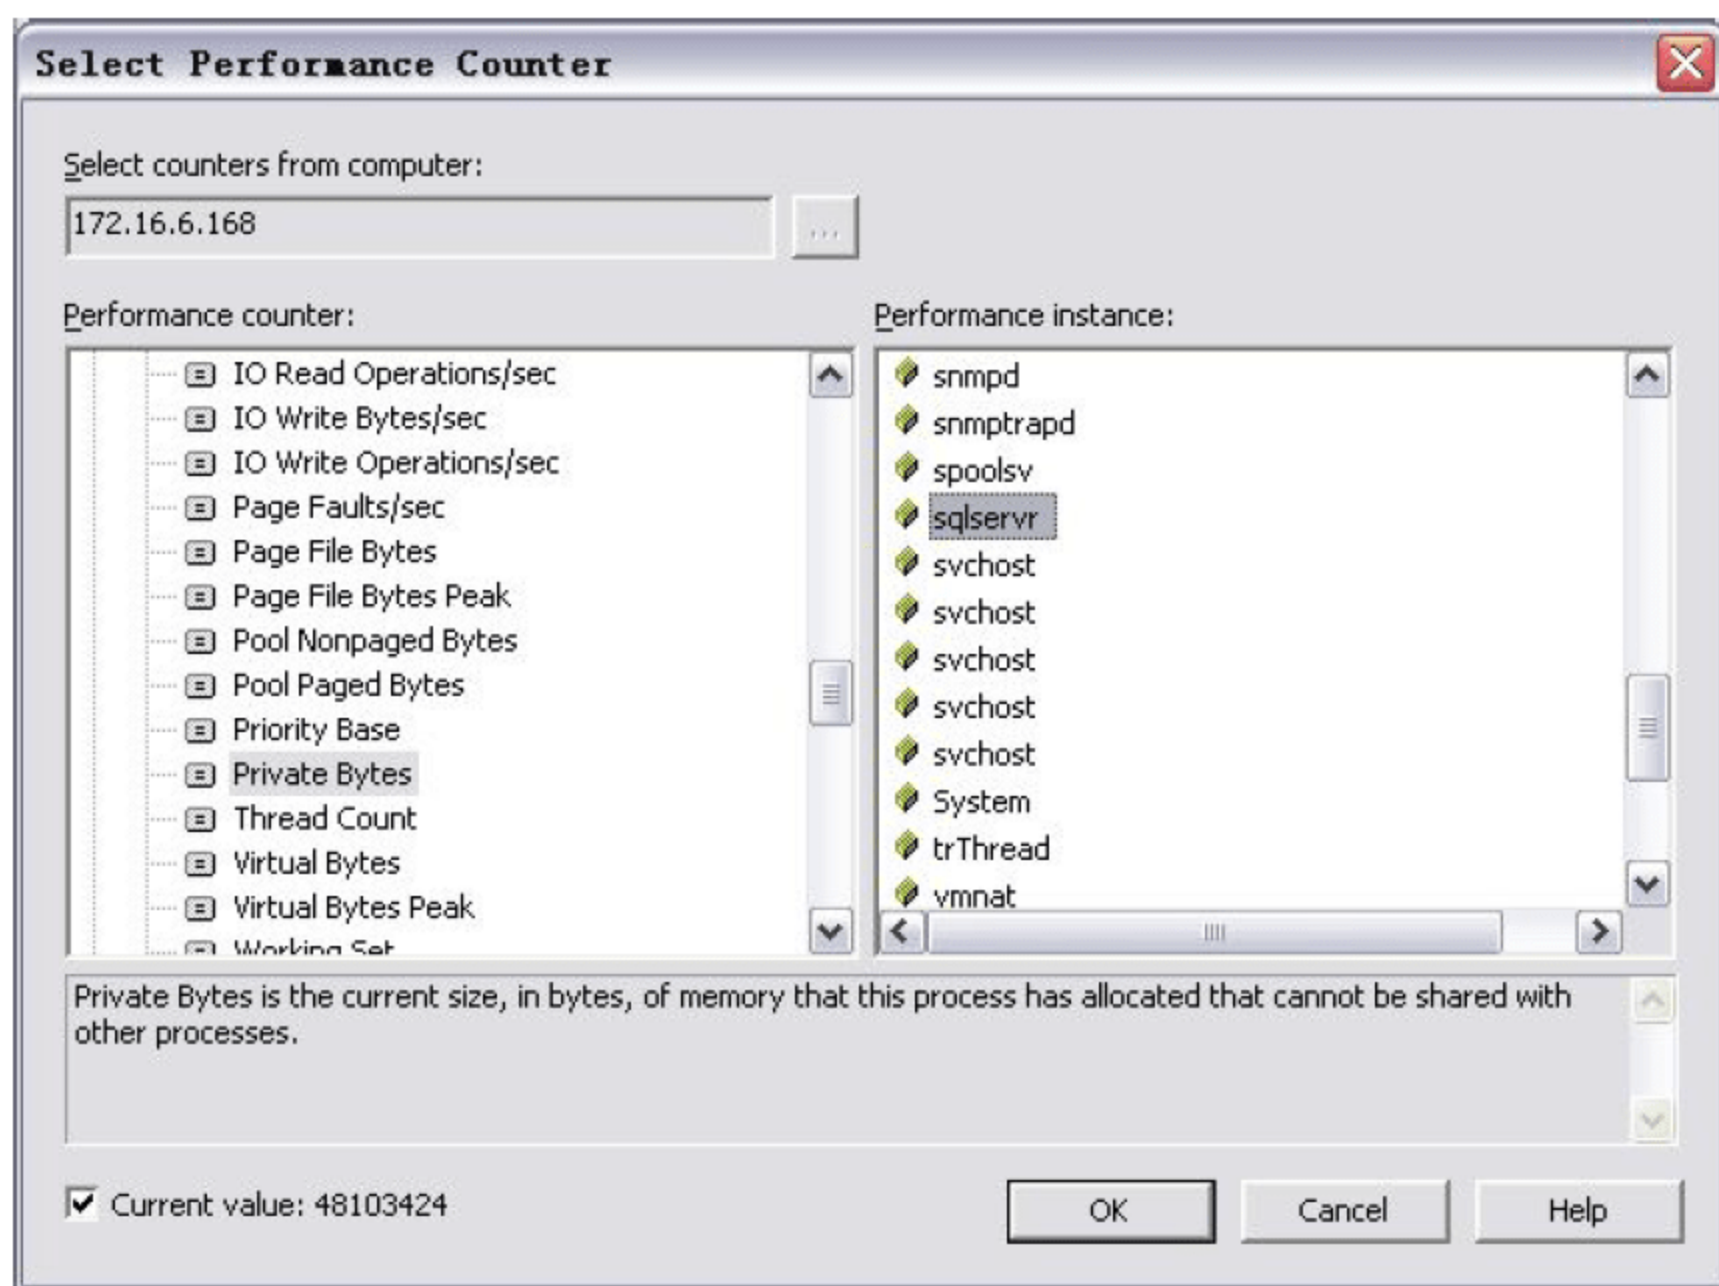 Select Performance Counter
Select counters from computer:
172.16.6.168
...
Performance counter:
IO Read Operations/sec
IO Write Bytes/sec
IO Write Operations/sec
Page Faults/sec
Page File Bytes
Page File Bytes Peak
Pool Nonpaged Bytes
Pool Paged Bytes
Priority Base
Private Bytes
Thread Count
Virtual Bytes
Virtual Bytes Peak
Working Set
Performance instance:
snmpd
snmptrapd
spoolsv
sqlservr
svchost
svchost
svchost
svchost
svchost
System
trThread
vmnat
Private Bytes is the current size, in bytes, of memory that this process has allocated that cannot be shared with
other processes.
Current value: 48103424
OK
Cancel
Help